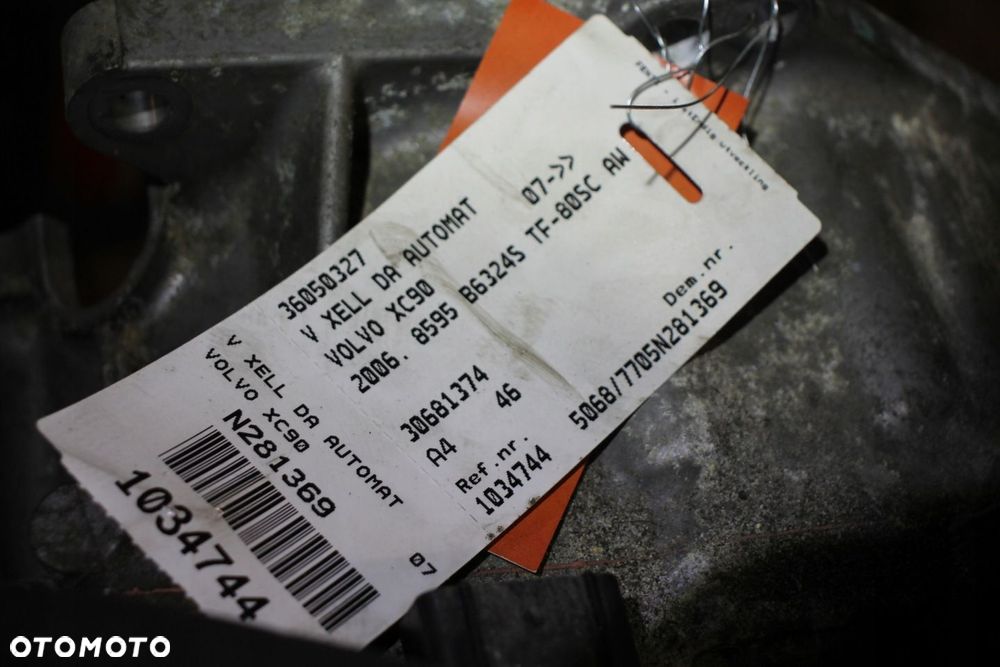 36050327
V XELL DA AUTOMAT 07->>
VOLVO XC90
2006. 8595 B6324S TF-80SC AW
30681374
A4 46
Dem.nr.
5068/7705N281369
Ref.nr.
1034744
V XELL DA AUTOMAT
VOLVO XC90
N281369
07
1034744
utveckling
OTOMOTO